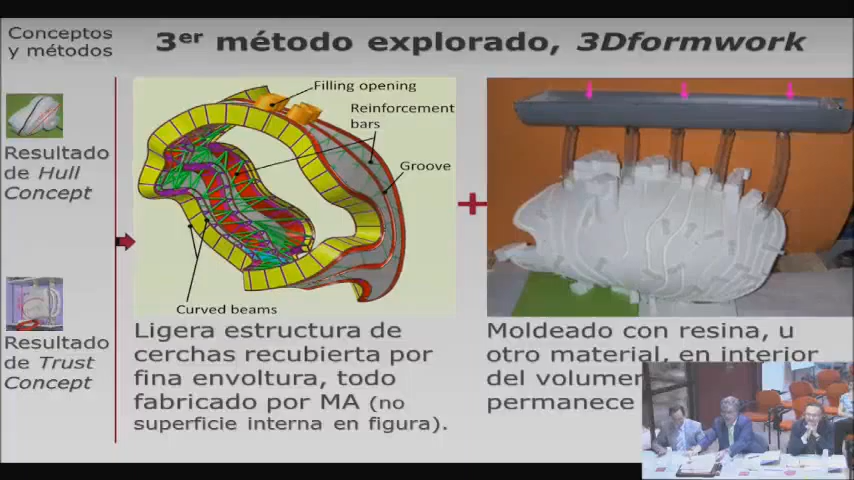 Conceptos
y métodos
3er método explorado, 3Dformwork
Resultado
de Hull
Concept
Resultado
de Trust
Concept
Filling opening
Reinforcement
bars
Groove
Curved beams
Ligera estructura de
cerchas recubierta por
fina envoltura, todo
fabricado por MA (no
superficie interna en figura).
Moldeado con resina, u
otro material, en interior
del volumen
permanece